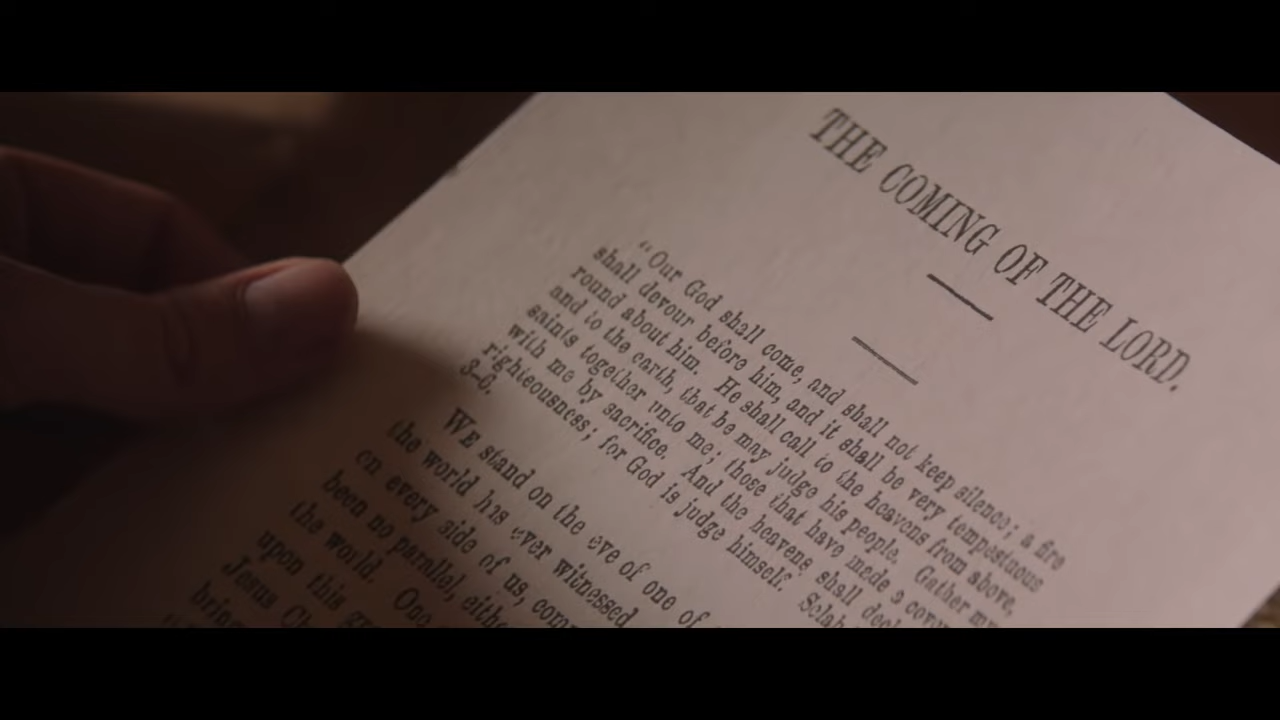 THE COMING OF THE LORD.
"Our God shall come, and shall not keep silence; a fire
shall devour before him, and it shall be very tempestuous
round about him. He shall call to the heavens from above,
and to the earth, that he may judge his people. Gather my
saints together unto me; those that have made a
with me by sacrifice. And the heavens shall
righteousness; for God is judge himself. Selah
3-6.
WE stand on the eve of one of
the world has ever witnessed
on every side of us,
been no parallel,
the world. One
upon this
Jesus